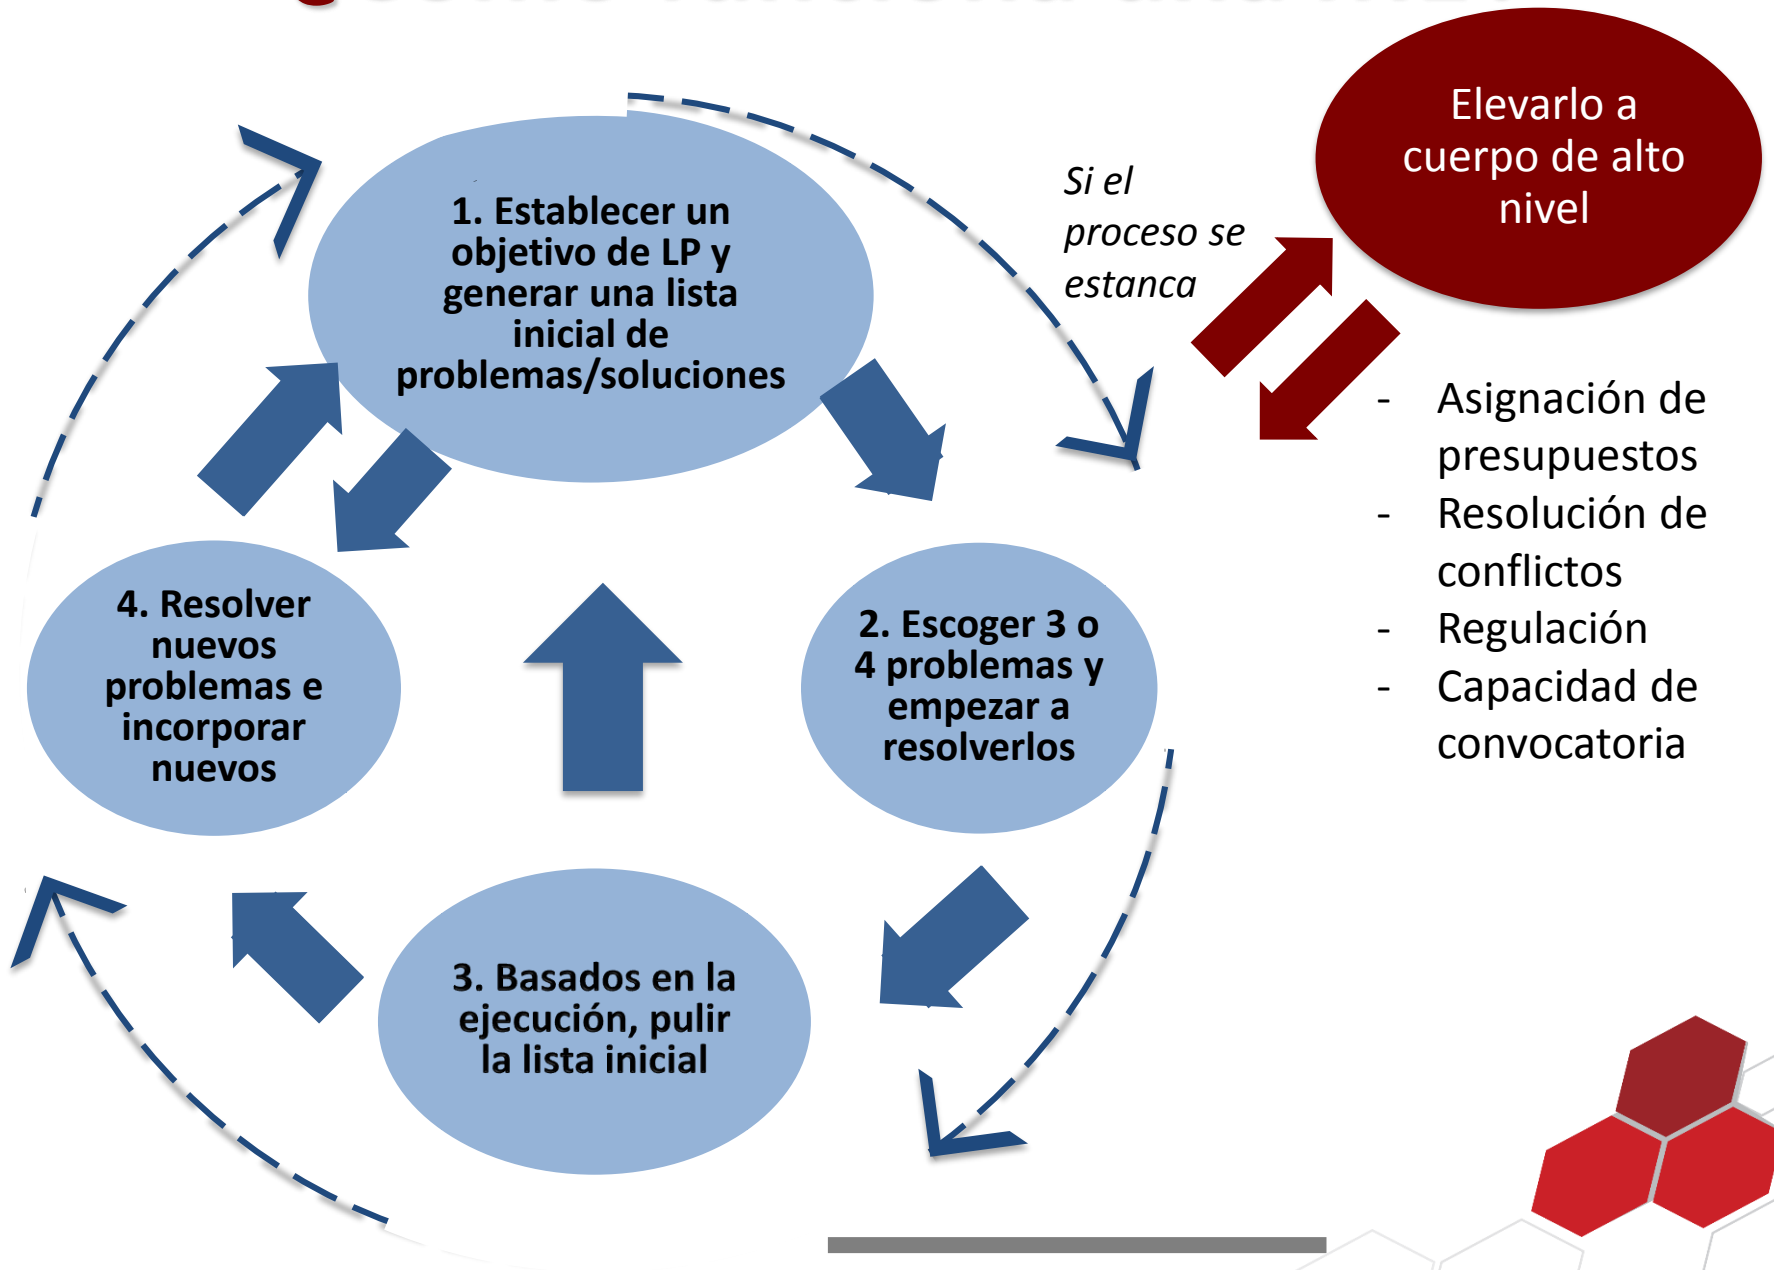 1. Establecer un
objetivo de LP y
generar una lista
inicial de
problemas/soluciones
Si el
proceso se
estanca
Elevarlo a
cuerpo de alto
nivel
- Asignación de
presupuestos
- Resolución de
conflictos
- Regulación
- Capacidad de
convocatoria
2. Escoger 3 o
4 problemas y
empezar a
resolverlos
3. Basados en la
ejecución, pulir
la lista inicial
4. Resolver
nuevos
problemas e
incorporar
nuevos